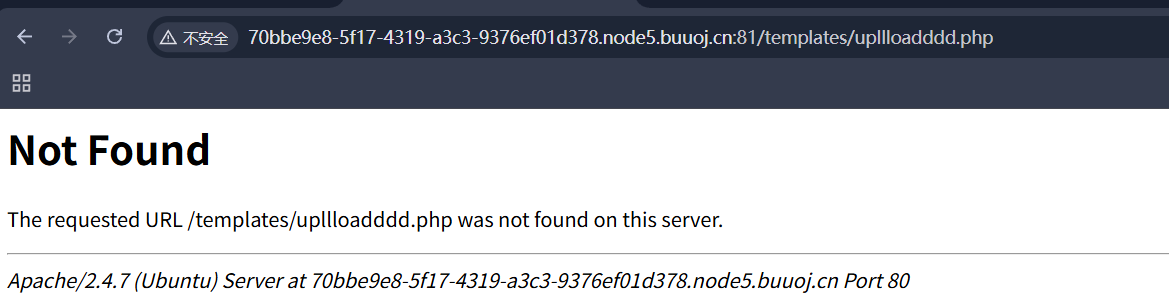 不安全 70bbe9e8-5f17-4319-a3c3-9376ef01d378.node5.buuoj.cn:81/templates/upllloadddd.php
Not Found
The requested URL /templates/upllloadddd.php was not found on this server.
Apache/2.4.7 (Ubuntu) Server at 70bbe9e8-5f17-4319-a3c3-9376ef01d378.node5.buuoj.cn Port 80